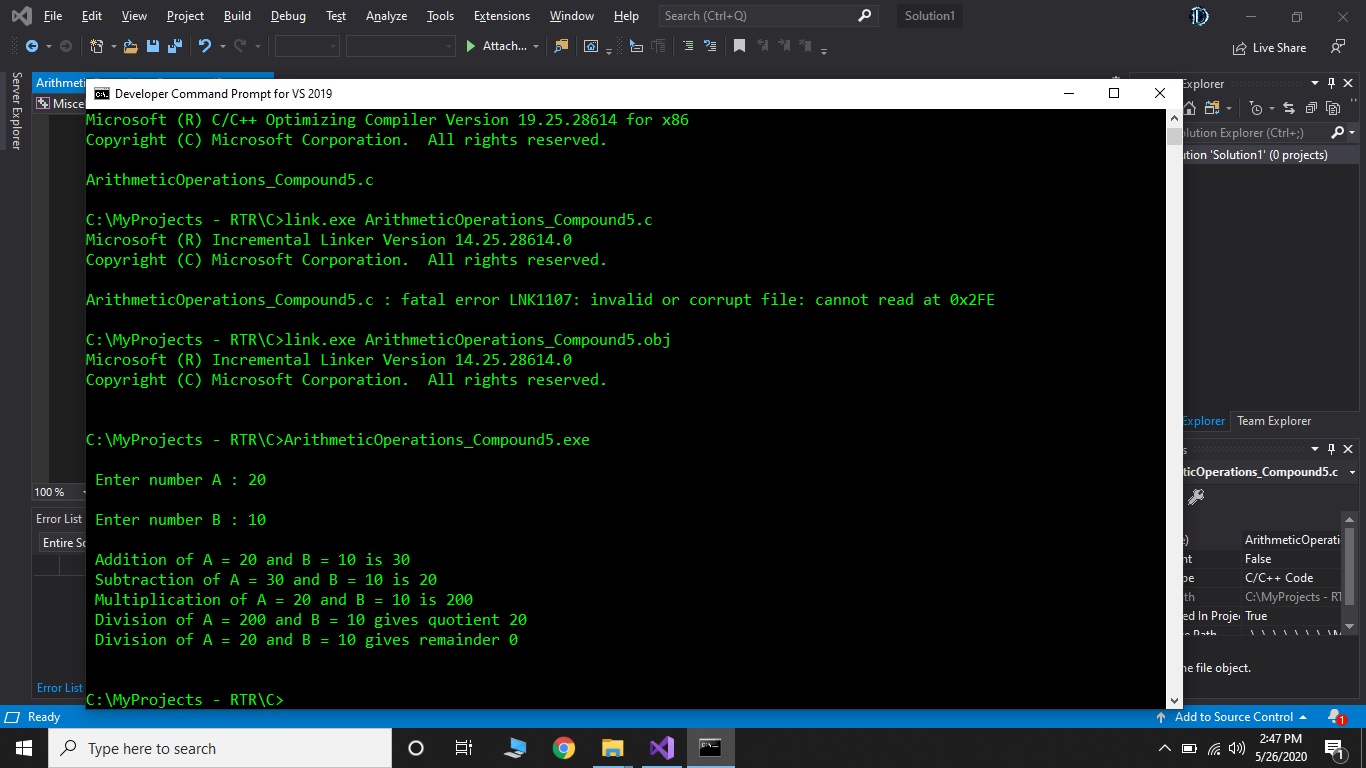 File Edit View Project Build Debug Test Analyze Tools Extensions Window Help Search (Ctrl+Q) Solution1
Attach... Live Share
Server Explorer
Arithmeti
Misce
Developer Command Prompt for VS 2019
Microsoft (R) C/C++ Optimizing Compiler Version 19.25.28614 for x86
Copyright (C) Microsoft Corporation.  All rights reserved.
ArithmeticOperations_Compound5.c
C:\MyProjects - RTR\C>link.exe ArithmeticOperations_Compound5.c
Microsoft (R) Incremental Linker Version 14.25.28614.0
Copyright (C) Microsoft Corporation.  All rights reserved.
ArithmeticOperations_Compound5.c : fatal error LNK1107: invalid or corrupt file: cannot read at 0x2FE
C:\MyProjects - RTR\C>link.exe ArithmeticOperations_Compound5.obj
Microsoft (R) Incremental Linker Version 14.25.28614.0
Copyright (C) Microsoft Corporation.  All rights reserved.
C:\MyProjects - RTR\C>ArithmeticOperations_Compound5.exe
Enter number A : 20
Enter number B : 10
Addition of A = 20 and B = 10 is 30
Subtraction of A = 30 and B = 10 is 20
Multiplication of A = 20 and B = 10 is 200
Division of A = 200 and B = 10 gives quotient 20
Division of A = 20 and B = 10 gives remainder 0
C:\MyProjects - RTR\C>
100 %
Error List
Entire So
Error List
Explorer
olution Explorer (Ctrl+;)
ution 'Solution1' (0 projects)
Explorer Team Explorer
s
ticOperations_Compound5.c
e) ArithmeticOperati
nt False
pe C/C++ Code
ath C:\MyProjects - RT
ed In Projec True
he file object.
Ready Add to Source Control 1
Type here to search
2:47 PM
5/26/2020
1